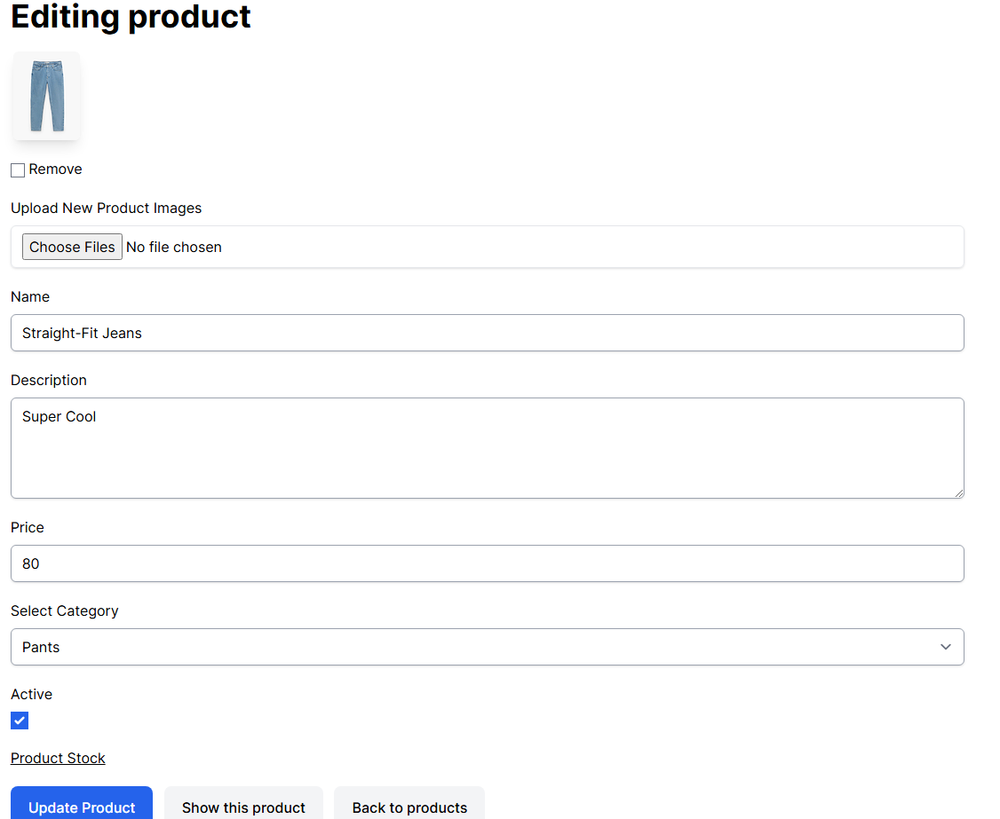 Editing product
Remove
Upload New Product Images
Choose Files No file chosen
Name
Straight-Fit Jeans
Description
Super Cool
Price
80
Select Category
Pants
Active
Product Stock
Update Product Show this product Back to products